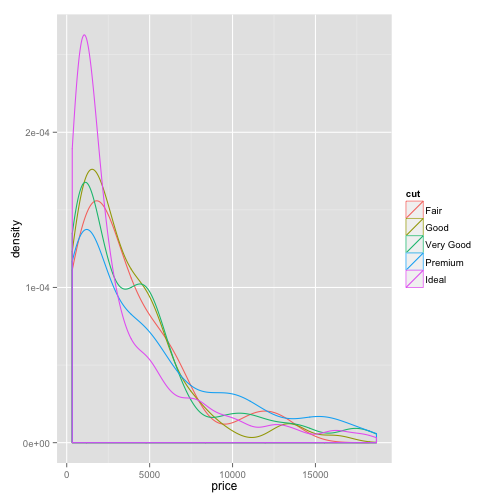 2e-04
1e-04
0e+00
density
0
5000
10000
15000
price
cut
Fair
Good
Very Good
Premium
Ideal